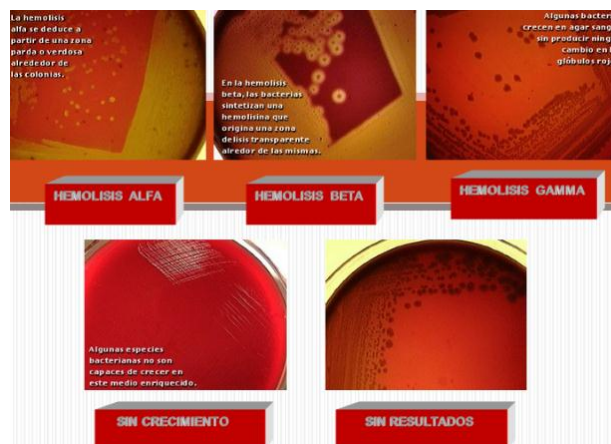 La hemolisis
alfa se deduce a
partir de una zona
parda o verdosa
alrededor de
las colonias.
En la hemolisis
beta, las bacterias
sintetizan una
hemolisina que
origina una zona
delisis transparente
alredor de las mismas.
Algunas bacter
crecen en agar sang
sin producir ning
cambio en l
glóbulos roj
HEMOLISIS ALFA
HEMOLISIS BETA
HEMOLISIS GAMMA
Algunas especies
bacterianas no son
capaces de crecer en
este medio enriquecido.
SIN CRECIMIENTO
SIN RESULTADOS